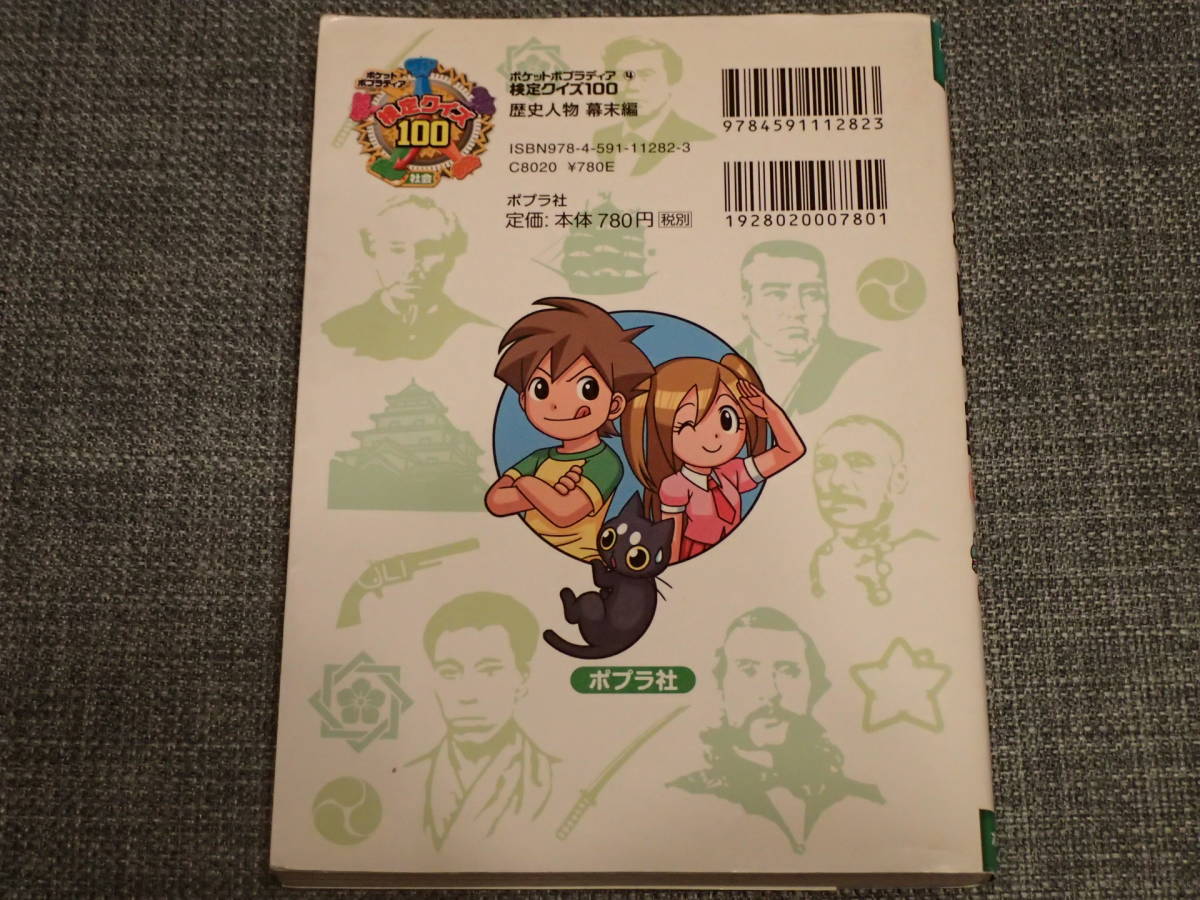 ポケット
ポプラディア
検定クイズ
100
社会
ポケットポプラディア ④
検定クイズ100
歴史人物 幕末編
ISBN978-4-591-11282-3
C8020 ¥780E
ポプラ社
定価: 本体 780円 税別
9784591112823
1928020007801
ポプラ社